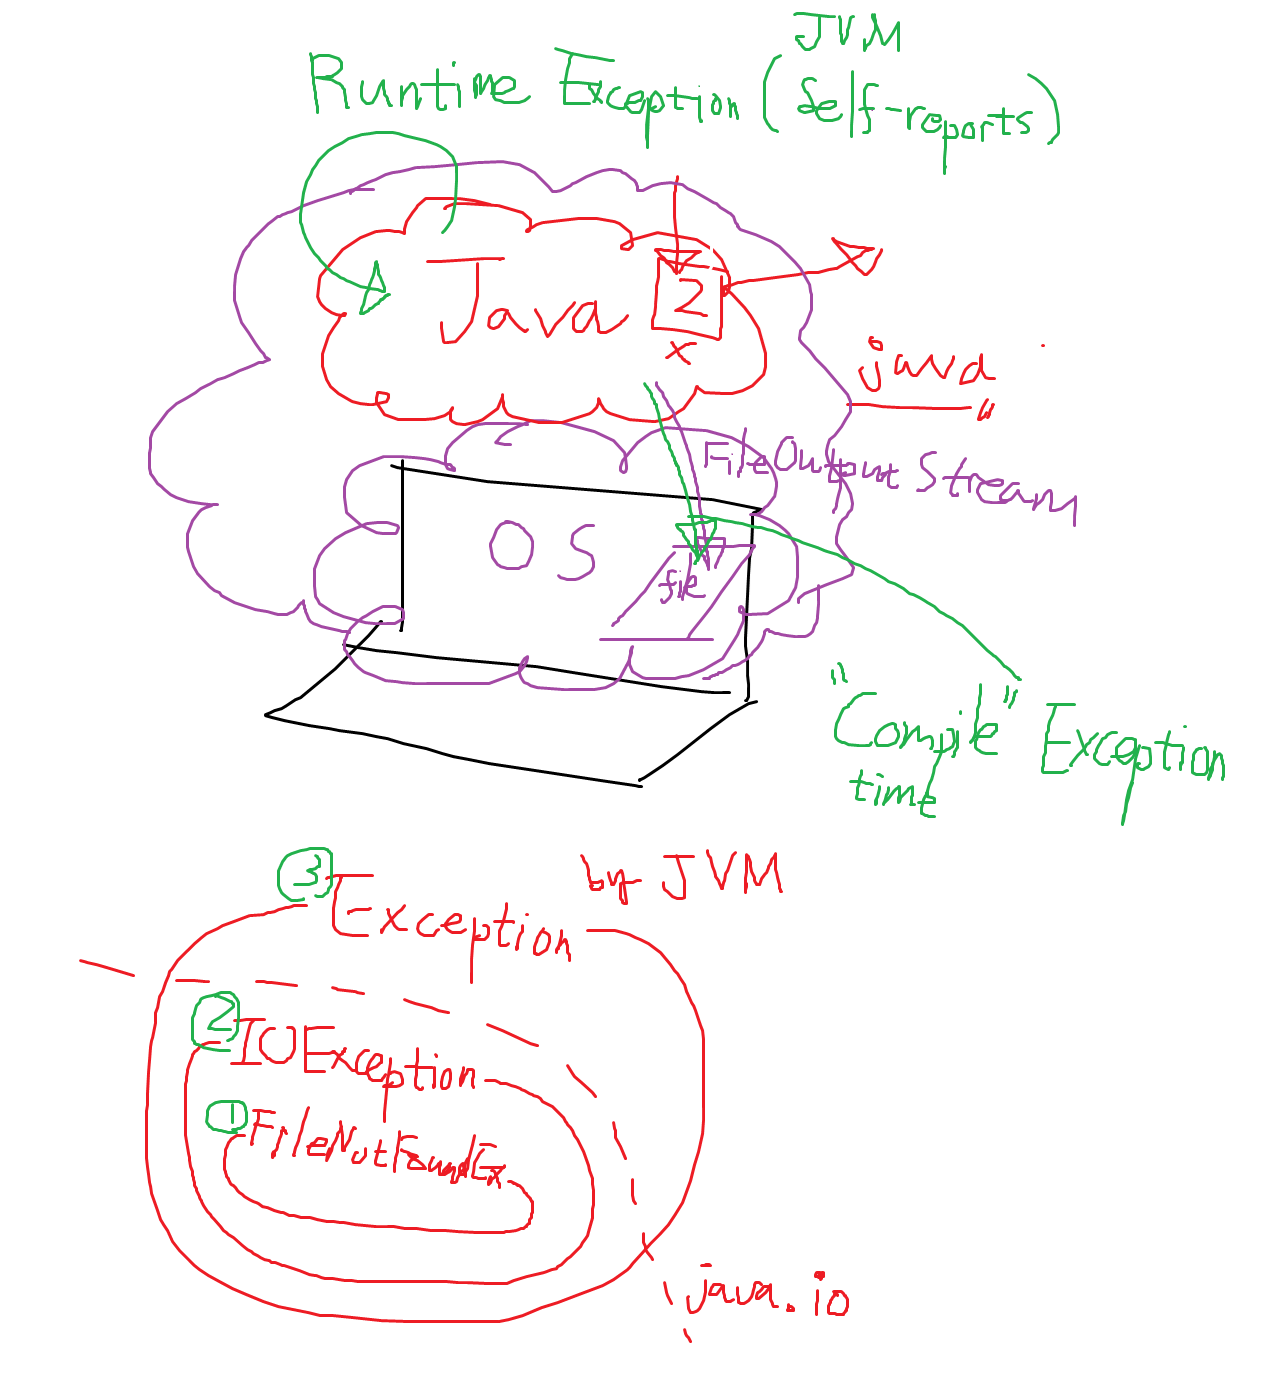 JVM
Runtime Exception (Self-reports)
Java 2
x
java
FileOutput Stream
OS
file
"Compile" Exception
time
3 Exception by JVM
2 IOException
1 FileNotFoundEx
java.io